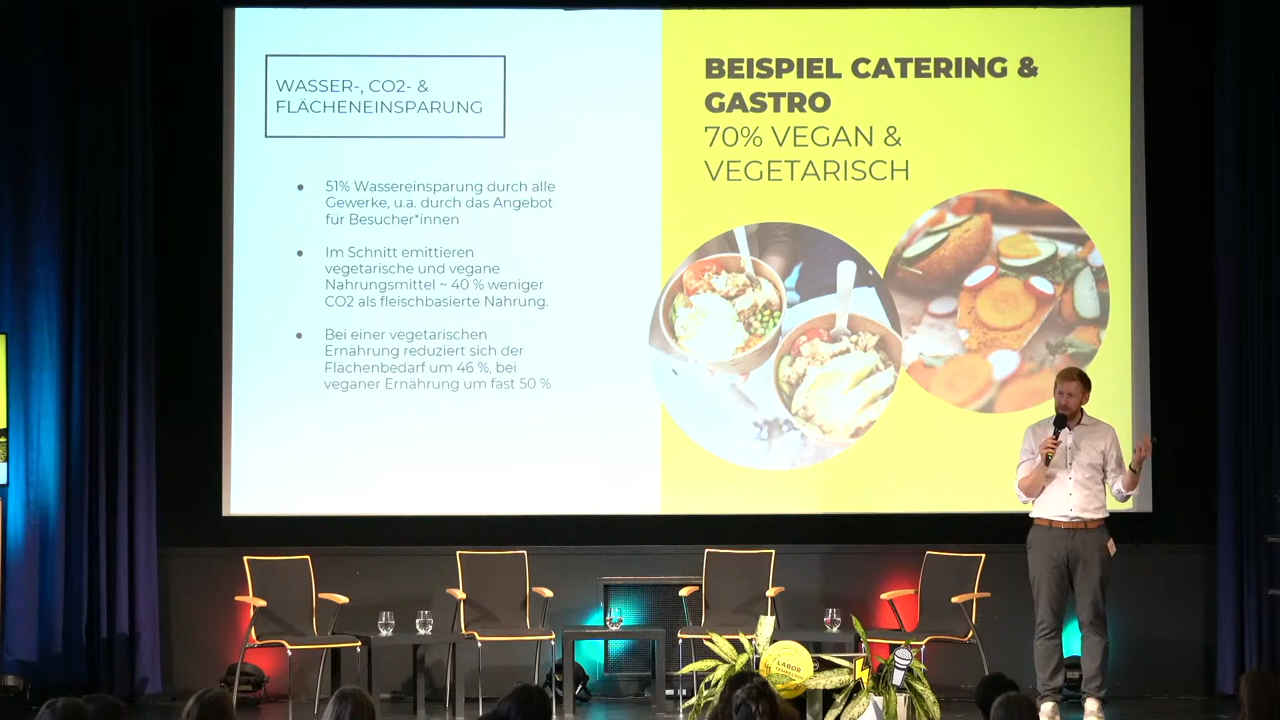 WASSER-, CO2- &
FLÄCHENEINSPARUNG
51% Wassereinsparung durch alle
Gewerke, u.a. durch das Angebot
für Besucher*innen
Im Schnitt emittieren
vegetarische und vegane
Nahrungsmittel ~ 40 % weniger
CO2 als fleischbasierte Nahrung.
Bei einer vegetarischen
Ernährung reduziert sich der
Flächenbedarf um 46 %, bei
veganer Ernährung um fast 50 %
BEISPIEL CATERING &
GASTRO
70% VEGAN &
VEGETARISCH
LABOR